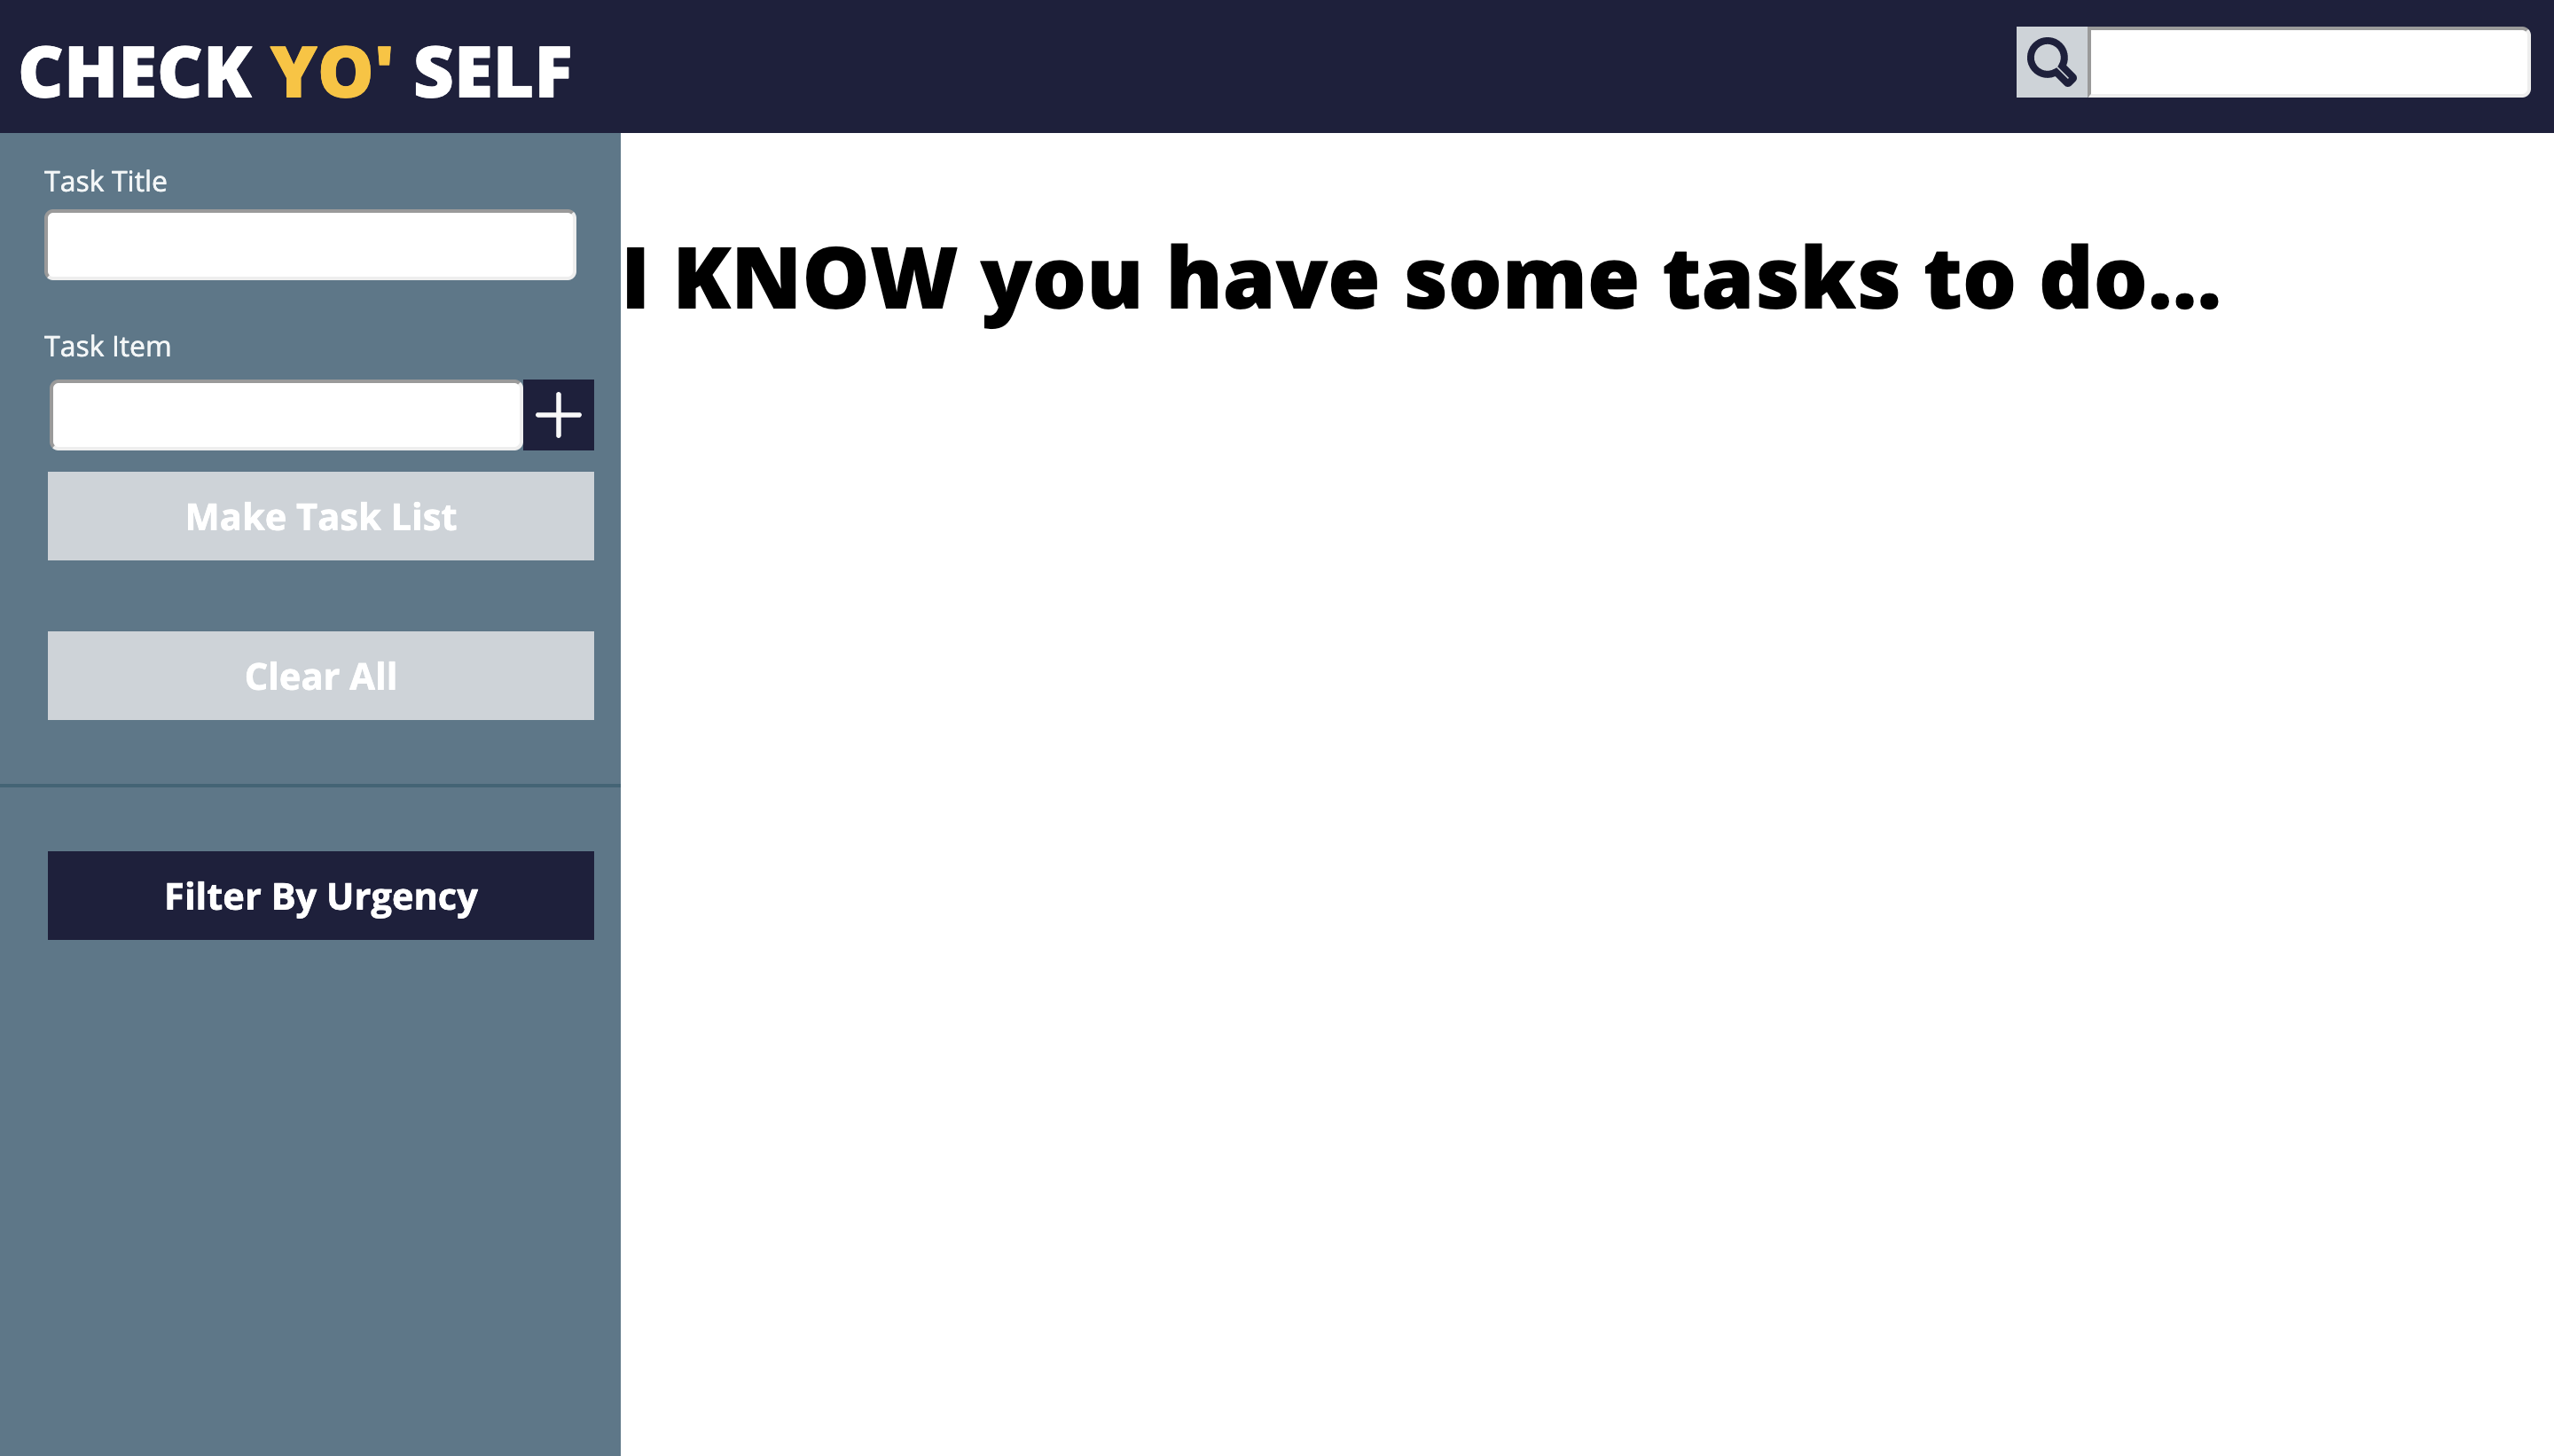 CHECK YO' SELF
Task Title
I KNOW you have some tasks to do...
Task Item
Make Task List
Clear All
Filter By Urgency